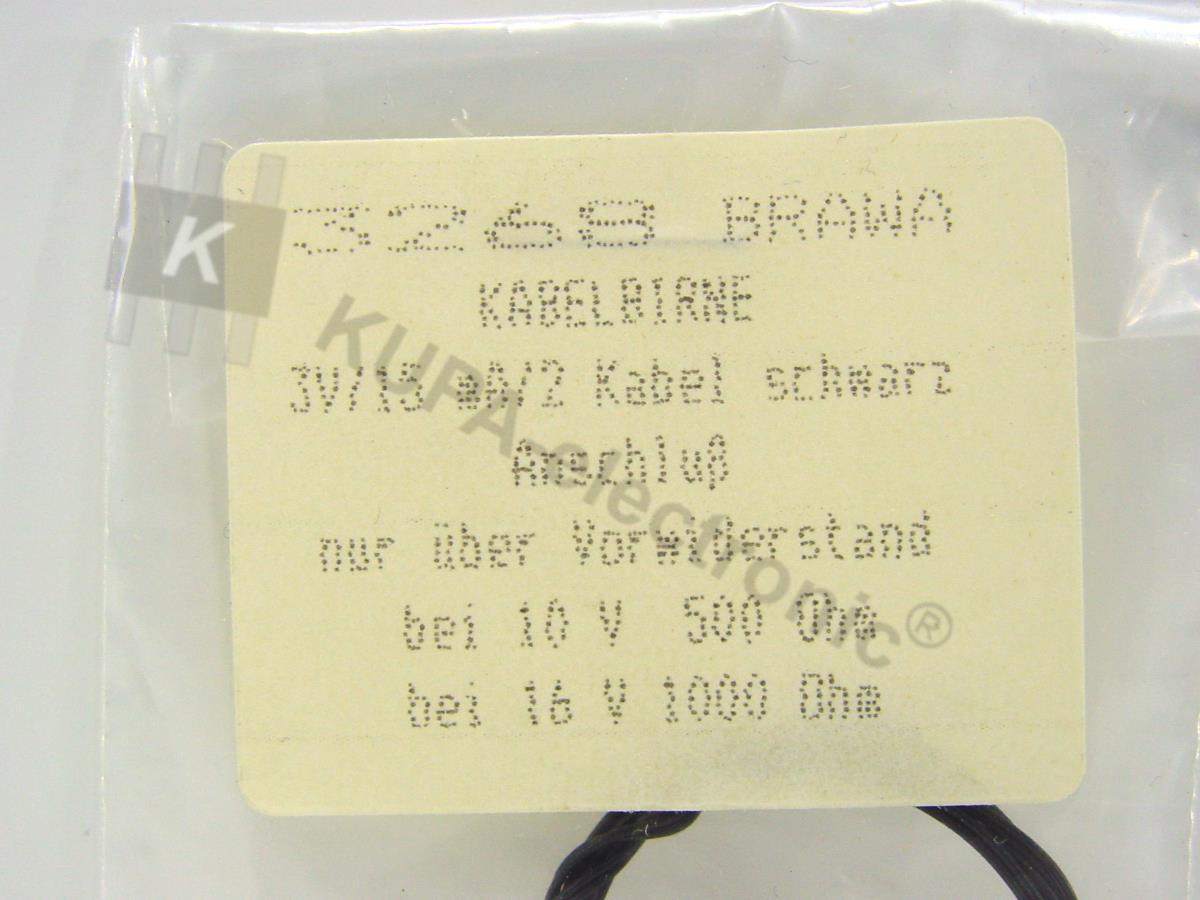 3268 BRAWA
KABELBIRNE
3V/15 mA/2 Kabel schwarz
Anschluß
nur über Vorwiderstand
bei 10 V 500 Ohm
bei 16 V 1000 Ohm
K
KUPA-electronic®